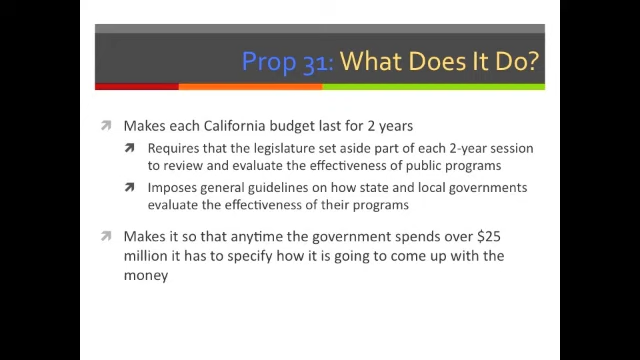 Prop 31: What Does It Do?
Makes each California budget last for 2 years
Requires that the legislature set aside part of each 2-year session
to review and evaluate the effectiveness of public programs
Imposes general guidelines on how state and local governments
evaluate the effectiveness of their programs
Makes it so that anytime the government spends over $25
million it has to specify how it is going to come up with the
money